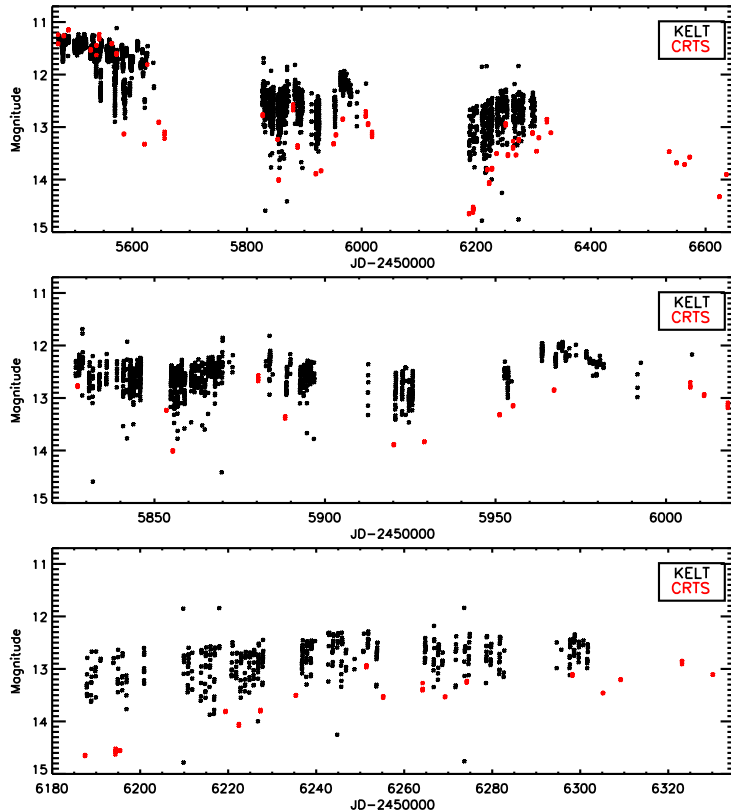 11
12
13
14
15
Magnitude
KELT
CRTS
5600
5800
6000
6200
6400
6600
JD-2450000
11
12
13
14
15
Magnitude
KELT
CRTS
5850
5900
5950
6000
JD-2450000
11
12
13
14
15
Magnitude
KELT
CRTS
6180
6200
6220
6240
6260
6280
6300
6320
JD-2450000